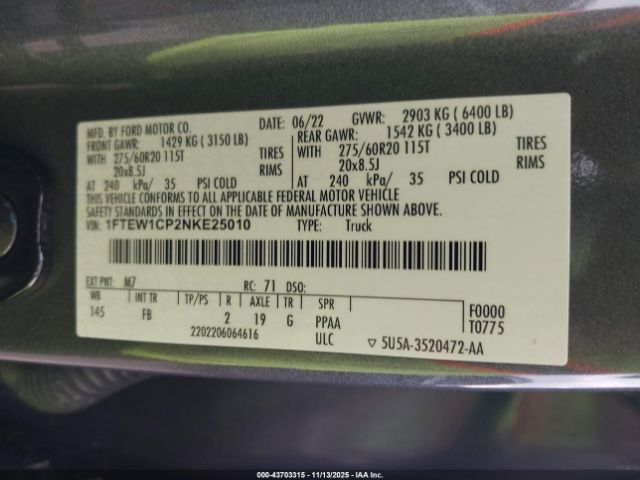 MFD. BY FORD MOTOR CO. DATE: 06/22 GVWR: 2903 KG ( 6400 LB)
FRONT GAWR: 1429 KG ( 3150 LB) REAR GAWR: 1542 KG ( 3400 LB)
WITH 275/60R20 115T TIRES WITH 275/60R20 115T TIRES
20x8.5J RIMS 20x8.5J RIMS
AT 240 kPa/ 35 PSI COLD AT 240 kPa/ 35 PSI COLD
THIS VEHICLE CONFORMS TO ALL APPLICABLE FEDERAL MOTOR VEHICLE
SAFETY STANDARDS IN EFFECT ON THE DATE OF MANUFACTURE SHOWN ABOVE.
VIN: 1FTEW1CP2NKE25010 TYPE: Truck
EXT PNT: M7 RC: 71 DSO:
WB INT TR TP/PS R AXLE TR SPR F0000
145 FB 2 19 G PPAA T0775
2202206064616 ULC ▽ 5U5A-3520472-AA
000-43703315 - 11/13/2025 - IAA Inc.